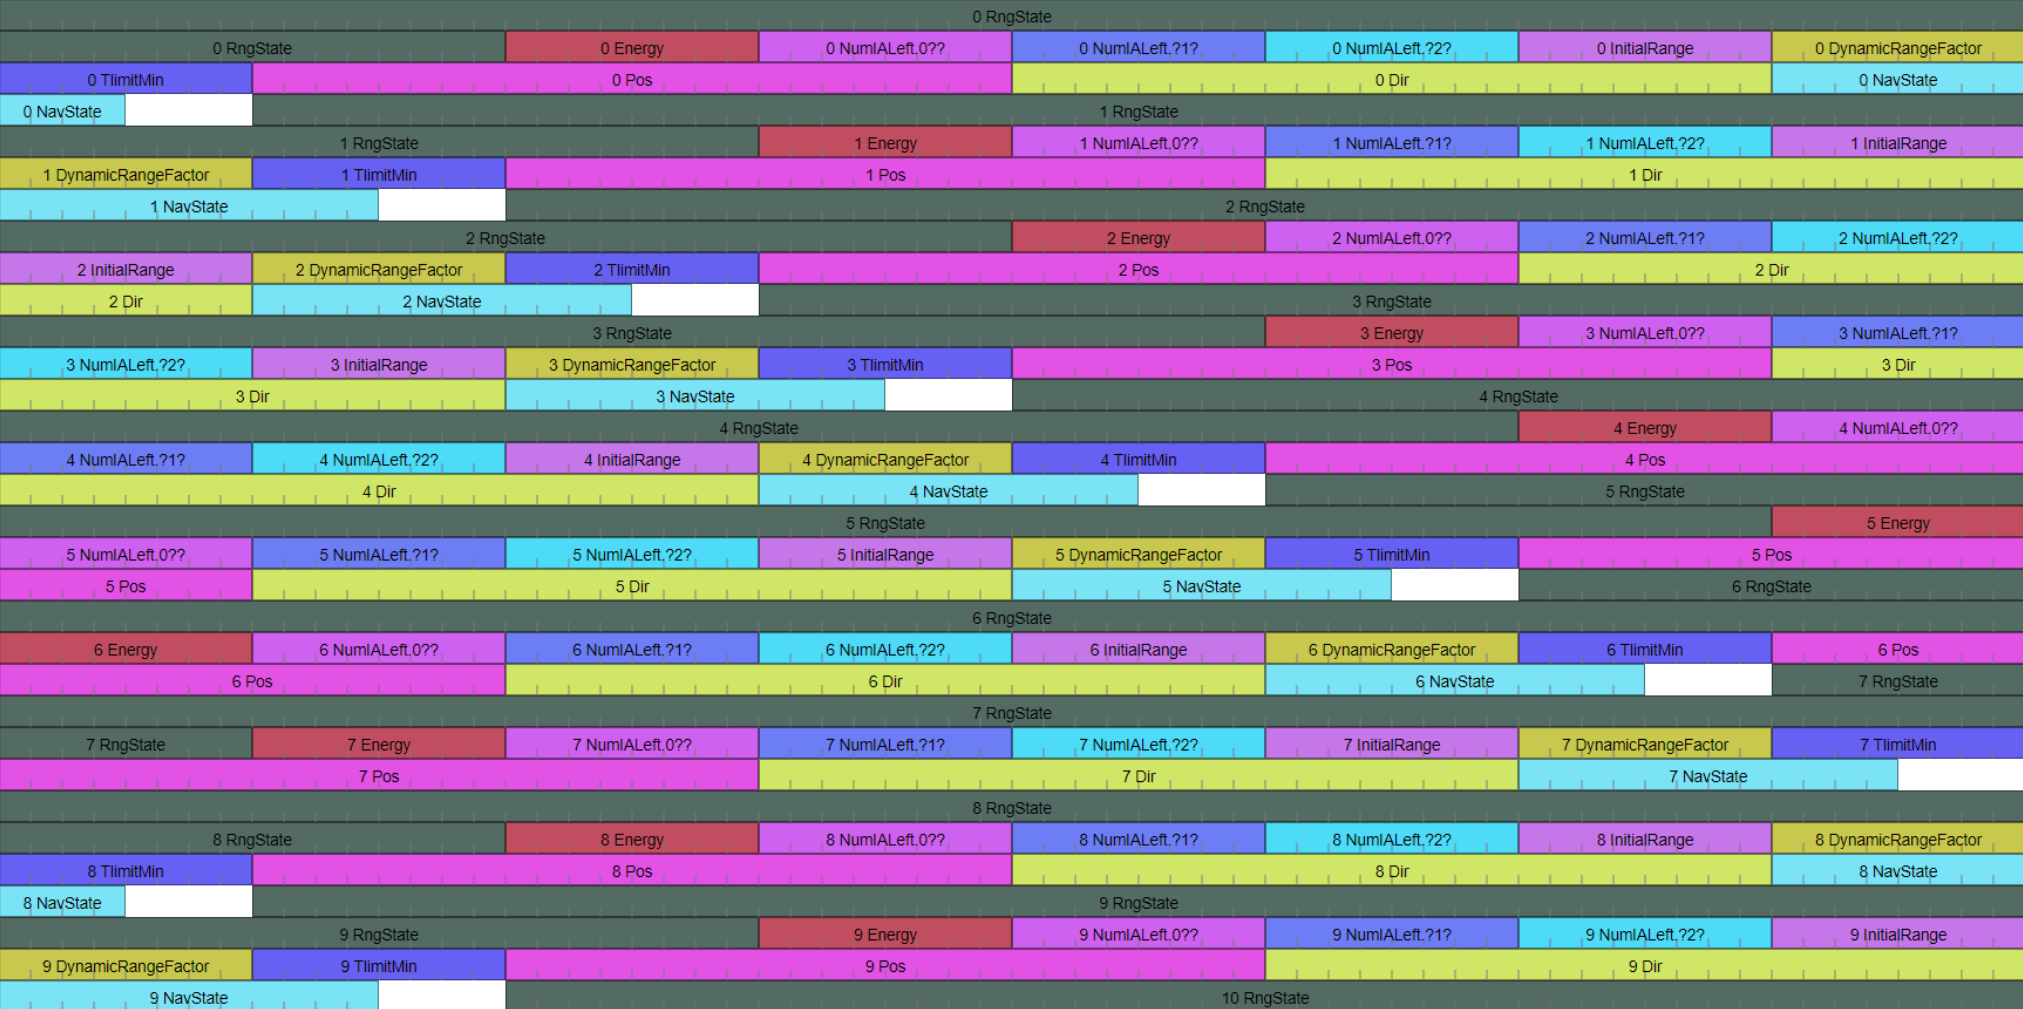 0 RngState
0 RngState 0 Energy 0 NumIALeft.0?? 0 NumIALeft.?1? 0 NumIALeft.?2? 0 InitialRange 0 DynamicRangeFactor
0 TlimitMin 0 Pos 0 Dir 0 NavState
0 NavState 1 RngState
1 RngState 1 Energy 1 NumIALeft.0?? 1 NumIALeft.?1? 1 NumIALeft.?2? 1 InitialRange
1 DynamicRangeFactor 1 TlimitMin 1 Pos 1 Dir
1 NavState 2 RngState
2 RngState 2 Energy 2 NumIALeft.0?? 2 NumIALeft.?1? 2 NumIALeft.?2?
2 InitialRange 2 DynamicRangeFactor 2 TlimitMin 2 Pos 2 Dir
2 Dir 2 NavState 3 RngState
3 RngState 3 Energy 3 NumIALeft.0?? 3 NumIALeft.?1?
3 NumIALeft.?2? 3 InitialRange 3 DynamicRangeFactor 3 TlimitMin 3 Pos 3 Dir
3 Dir 3 NavState 4 RngState
4 RngState 4 Energy 4 NumIALeft.0??
4 NumIALeft.?1? 4 NumIALeft.?2? 4 InitialRange 4 DynamicRangeFactor 4 TlimitMin 4 Pos
4 Dir 4 NavState 5 RngState
5 RngState 5 Energy
5 NumIALeft.0?? 5 NumIALeft.?1? 5 NumIALeft.?2? 5 InitialRange 5 DynamicRangeFactor 5 TlimitMin 5 Pos
5 Pos 5 Dir 5 NavState 6 RngState
6 RngState
6 Energy 6 NumIALeft.0?? 6 NumIALeft.?1? 6 NumIALeft.?2? 6 InitialRange 6 DynamicRangeFactor 6 TlimitMin 6 Pos
6 Pos 6 Dir 6 NavState 7 RngState
7 RngState
7 RngState 7 Energy 7 NumIALeft.0?? 7 NumIALeft.?1? 7 NumIALeft.?2? 7 InitialRange 7 DynamicRangeFactor 7 TlimitMin
7 Pos 7 Dir 7 NavState
8 RngState
8 RngState 8 Energy 8 NumIALeft.0?? 8 NumIALeft.?1? 8 NumIALeft.?2? 8 InitialRange 8 DynamicRangeFactor
8 TlimitMin 8 Pos 8 Dir 8 NavState
8 NavState 9 RngState
9 RngState 9 Energy 9 NumIALeft.0?? 9 NumIALeft.?1? 9 NumIALeft.?2? 9 InitialRange
9 DynamicRangeFactor 9 TlimitMin 9 Pos 9 Dir
9 NavState 10 RngState